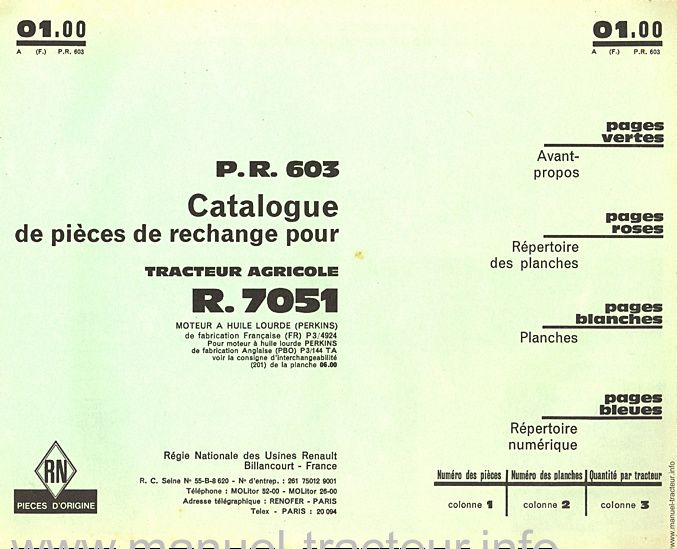 01.00
A (F.) P.R. 603
01.00
A (F.) P.R. 603
P.R. 603
Catalogue
de pièces de rechange pour
TRACTEUR AGRICOLE
R.7051
MOTEUR A HUILE LOURDE (PERKINS)
de fabrication Française (FR) P3/4924
Pour moteur à huile lourde PERKINS
de fabrication Anglaise (PBO) P3/144 TA
voir la consigne d'interchangeabilité
(201) de la planche 06.00
pages
vertes
Avant-
propos
pages
roses
Répertoire
des planches
pages
blanches
Planches
pages
bleues
Répertoire
numérique
Numéro des pièces Numéro des planches Quantité par tracteur
colonne 1 colonne 2 colonne 3
RN
PIECES D'ORIGINE
Régie Nationale des Usines Renault
Billancourt - France
R. C. Seine Nº 55-B-8620 - Nº d'entrep. : 261 75012 9001
Téléphone : MOLitor 52-00 - MOLitor 26-00
Adresse télégraphique : RENOFER - PARIS
Telex - PARIS : 20 094
www.manuel-tracteur.info
www.manuel-tracteur.info